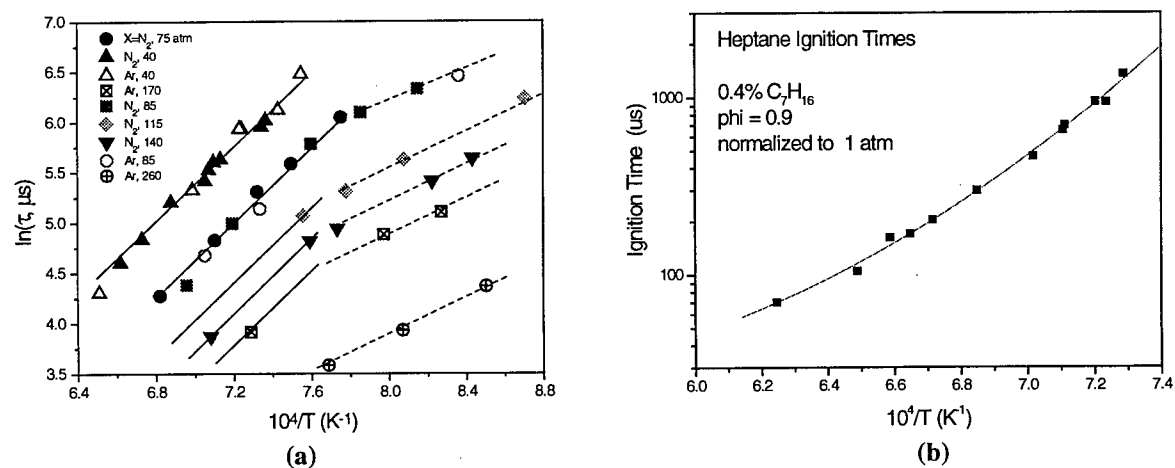 7.0
6.5
6.0
5.5
5.0
4.5
4.0
3.5
ln(τ, μs)
X=N₂, 75 atm
N₂, 40
Ar, 40
Ar, 170
N₂, 85
N₂, 115
N₂, 140
Ar, 85
Ar, 260
6.4 6.8 7.2 7.6 8.0 8.4 8.8
10⁴/T (K⁻¹)
(a)
Ignition Time (us)
1000
100
Heptane Ignition Times
0.4% C₇H₁₆
phi = 0.9
normalized to 1 atm
6.0 6.2 6.4 6.6 6.8 7.0 7.2 7.4
10⁴/T (K⁻¹)
(b)